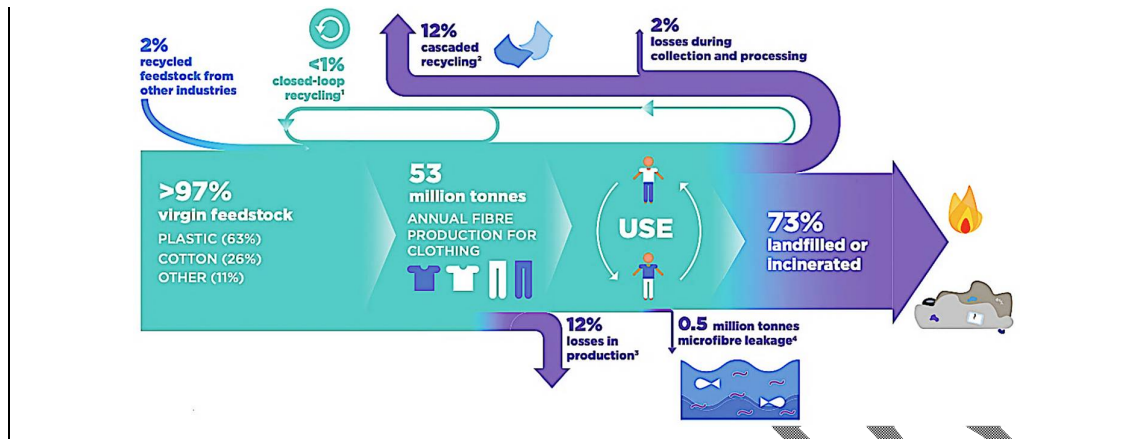 2%
recycled
feedstock from
other industries
<1%
closed-loop
recycling¹
12%
cascaded
recycling²
2%
losses during
collection and processing
>97%
virgin feedstock
PLASTIC (63%)
COTTON (26%)
OTHER (11%)
53
million tonnes
ANNUAL FIBRE
PRODUCTION FOR
CLOTHING
USE
73%
landfilled or
incinerated
12%
losses in
production³
0.5 million tonnes
microfibre leakage⁴